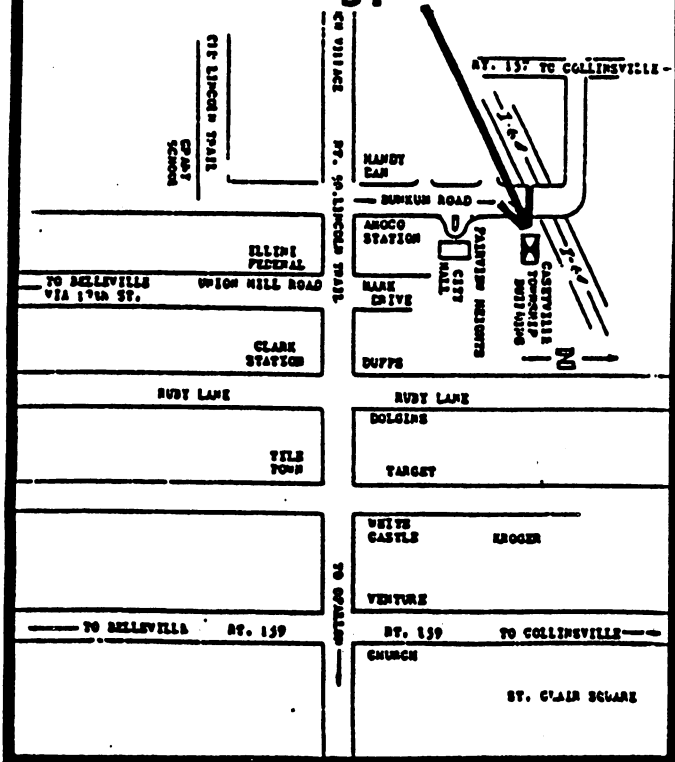 RT. 157 TO COLLINSVILLE
OLD LINCOLN TRAIL
GRANT
SCHOOL
VILLAGE
RT. 50, LINCOLN TRAIL
I-64
HANDY
DAN
BUNKUM ROAD
AMOCO
STATION
CITY
HALL
FAIRVIEW HEIGHTS
CASEYVILLE
TOWNSHIP
BUILDING
I-64
N
ILLINI
FEDERAL
TO BELLEVILLE
VIA 17th ST.
UNION HILL ROAD
MARK
DRIVE
CLARK
STATION
DUFFS
RUBY LANE
RUBY LANE
DOLGINS
TILE
TOWN
TARGET
WHITE
CASTLE
KROGER
VENTURE
TO O'FALLON
TO BELLEVILLE RT. 159
RT. 159 TO COLLINSVILLE
CHURCH
ST. CLAIR SQUARE